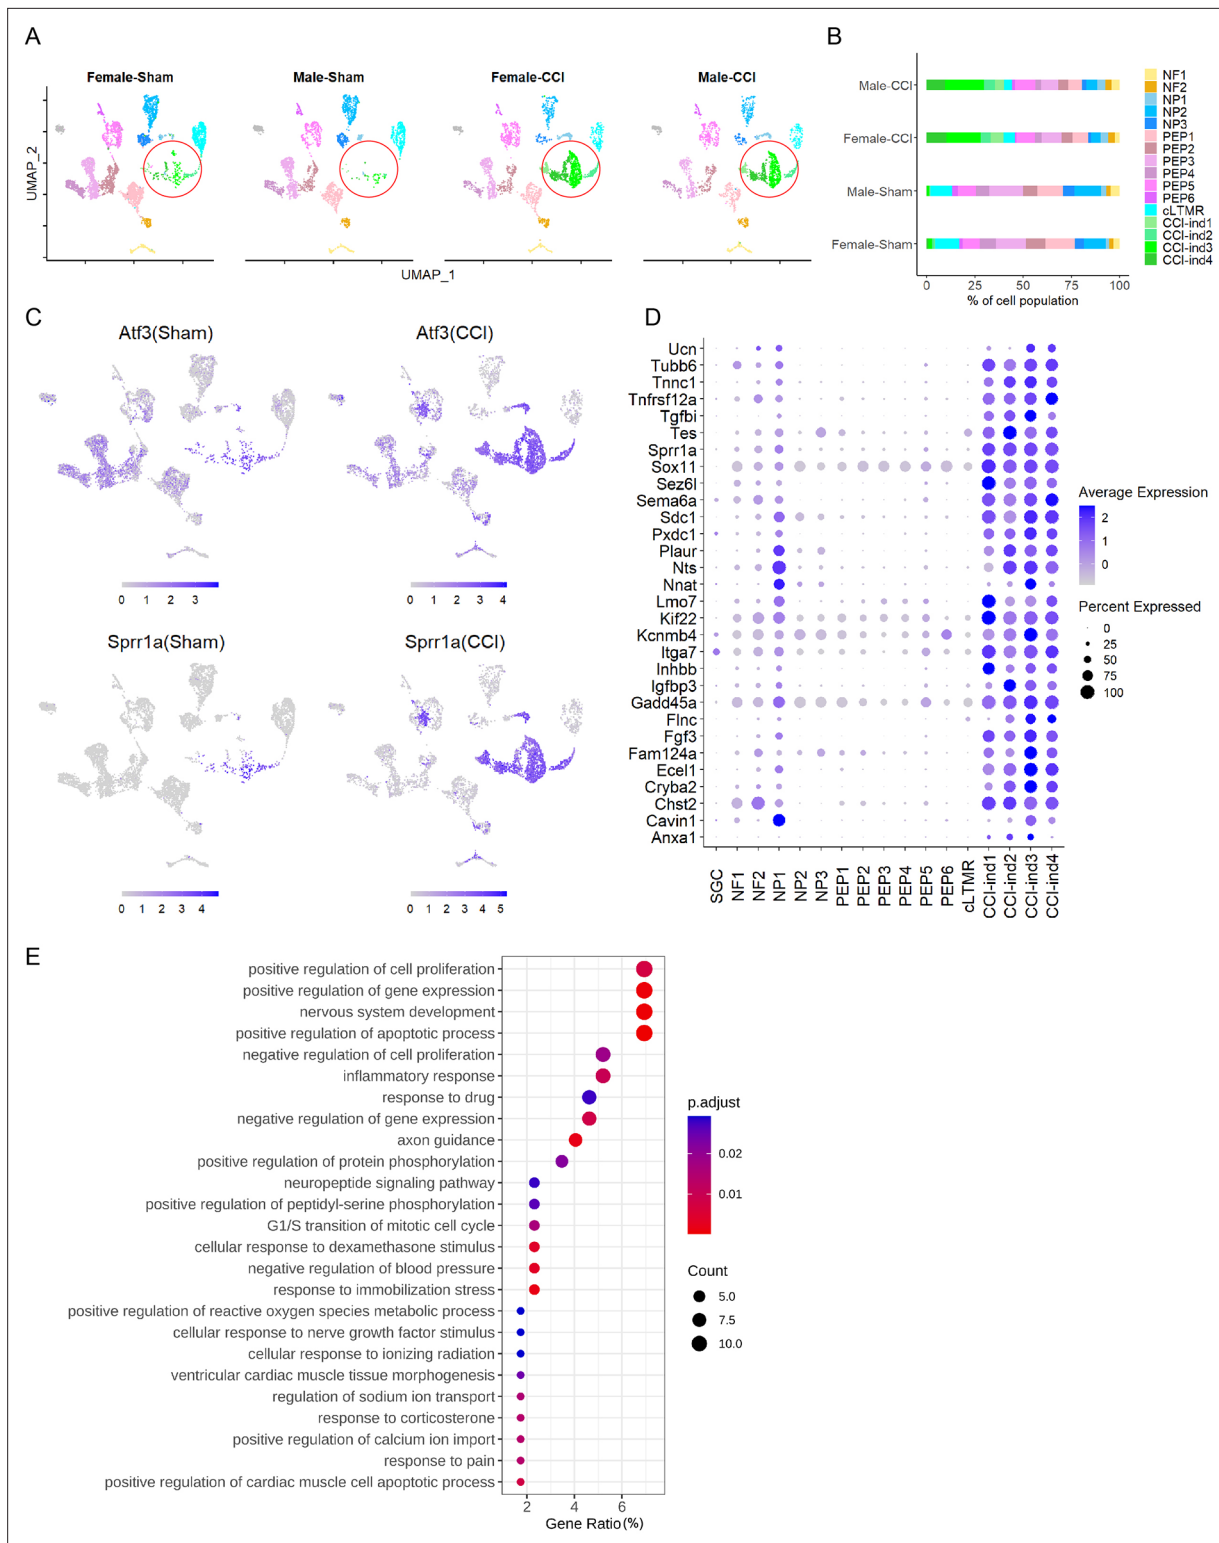 A
Female-Sham
Male-Sham
Female-CCI
Male-CCI
UMAP_2
UMAP_1
B
Male-CCI
Female-CCI
Male-Sham
Female-Sham
0 25 50 75 100
% of cell population
NF1
NF2
NP1
NP2
NP3
PEP1
PEP2
PEP3
PEP4
PEP5
PEP6
cLTMR
CCI-ind1
CCI-ind2
CCI-ind3
CCI-ind4
C
Atf3(Sham)
Atf3(CCI)
0 1 2 3
0 1 2 3 4
Sprr1a(Sham)
Sprr1a(CCI)
0 1 2 3 4
0 1 2 3 4 5
D
Ucn
Tubb6
Tnnc1
Tnfrsf12a
Tgfbi
Tes
Sprr1a
Sox11
Sez6l
Sema6a
Sdc1
Pxdc1
Plaur
Nts
Nnat
Lmo7
Kif22
Kcnmb4
Itga7
Inhbb
Igfbp3
Gadd45a
Flnc
Fgf3
Fam124a
Ecel1
Cryba2
Chst2
Cavin1
Anxa1
SGC
NF1
NF2
NP1
NP2
NP3
PEP1
PEP2
PEP3
PEP4
PEP5
PEP6
cLTMR
CCI-ind1
CCI-ind2
CCI-ind3
CCI-ind4
Average Expression
2
1
0
Percent Expressed
0
25
50
75
100
E
positive regulation of cell proliferation
positive regulation of gene expression
nervous system development
positive regulation of apoptotic process
negative regulation of cell proliferation
inflammatory response
response to drug
negative regulation of gene expression
axon guidance
positive regulation of protein phosphorylation
neuropeptide signaling pathway
positive regulation of peptidyl-serine phosphorylation
G1/S transition of mitotic cell cycle
cellular response to dexamethasone stimulus
negative regulation of blood pressure
response to immobilization stress
positive regulation of reactive oxygen species metabolic process
cellular response to nerve growth factor stimulus
cellular response to ionizing radiation
ventricular cardiac muscle tissue morphogenesis
regulation of sodium ion transport
response to corticosterone
positive regulation of calcium ion import
response to pain
positive regulation of cardiac muscle cell apoptotic process
2 4 6
Gene Ratio(%)
p.adjust
0.02
0.01
Count
5.0
7.5
10.0